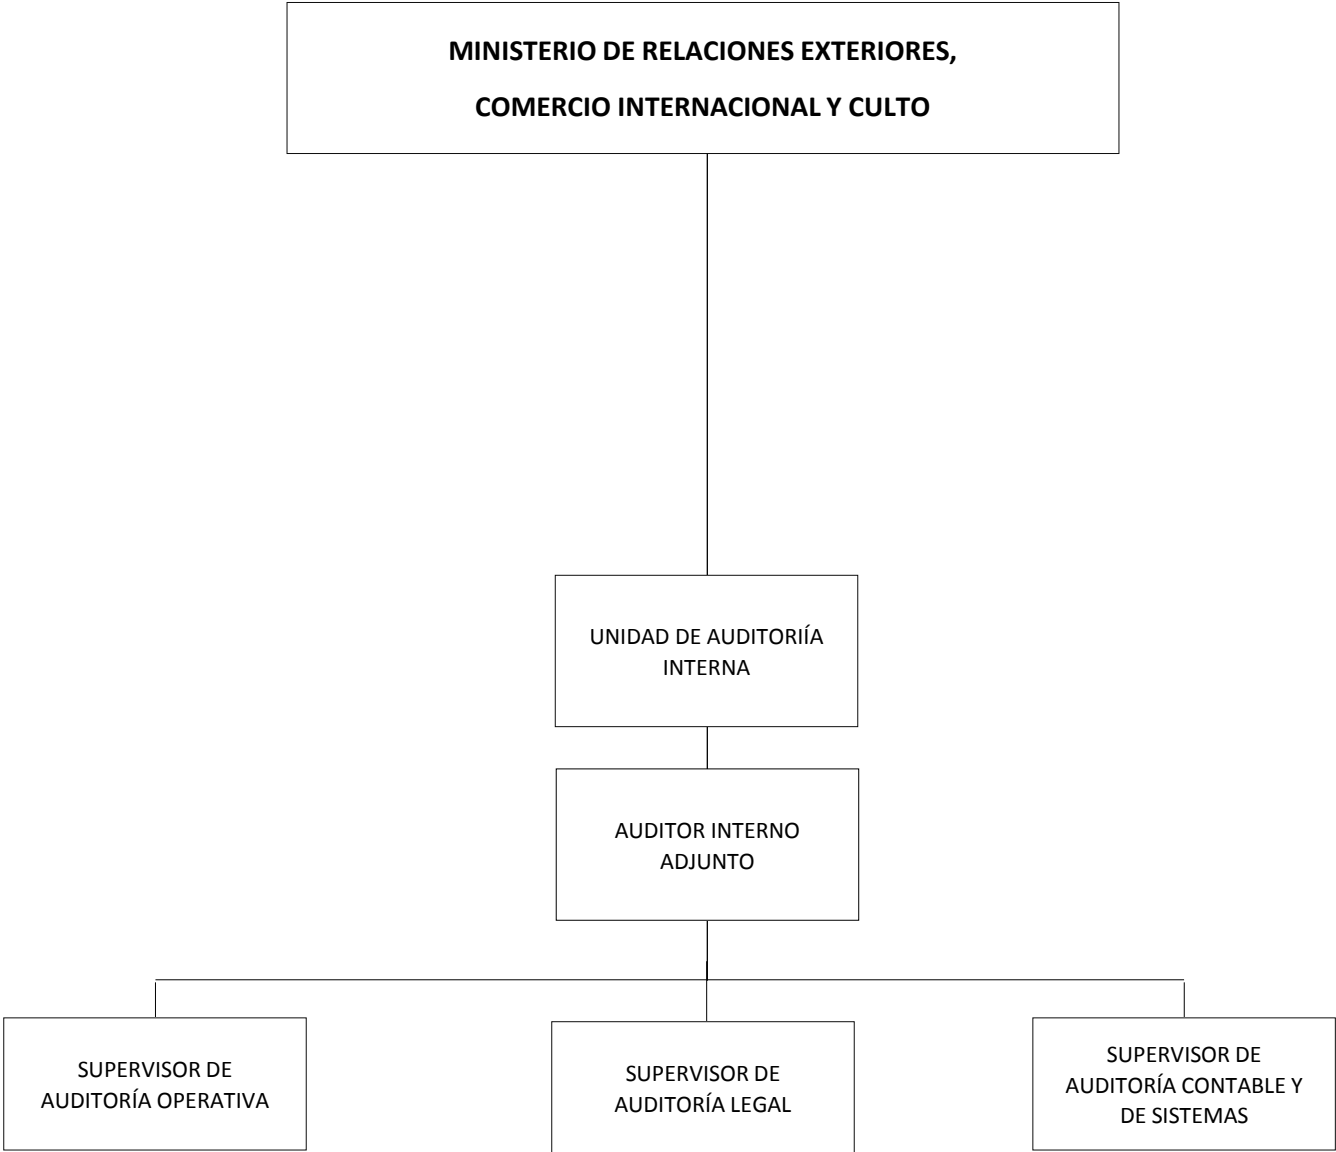 MINISTERIO DE RELACIONES EXTERIORES,
COMERCIO INTERNACIONAL Y CULTO
UNIDAD DE AUDITORIÍA
INTERNA
AUDITOR INTERNO
ADJUNTO
SUPERVISOR DE
AUDITORÍA OPERATIVA
SUPERVISOR DE
AUDITORÍA LEGAL
SUPERVISOR DE
AUDITORÍA CONTABLE Y
DE SISTEMAS